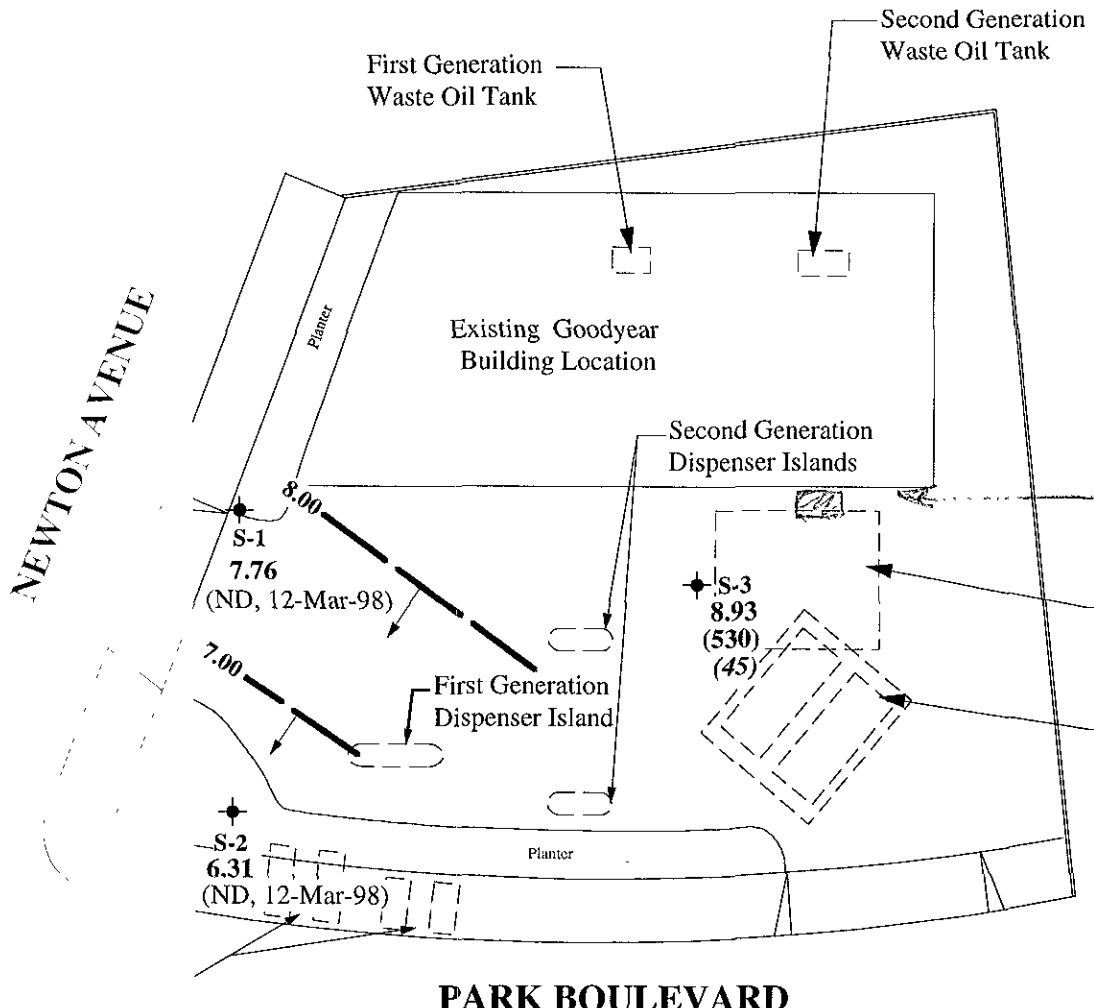 Second Generation
Waste Oil Tank
First Generation
Waste Oil Tank
Planter
Existing Goodyear
Building Location
NEWTON AVENUE
Second Generation
Dispenser Islands
8.00
S-1
7.76
(ND, 12-Mar-98)
S-3
8.93
(530)
(45)
7.00
First Generation
Dispenser Island
S-2
6.31
(ND, 12-Mar-98)
Planter
PARK BOULEVARD